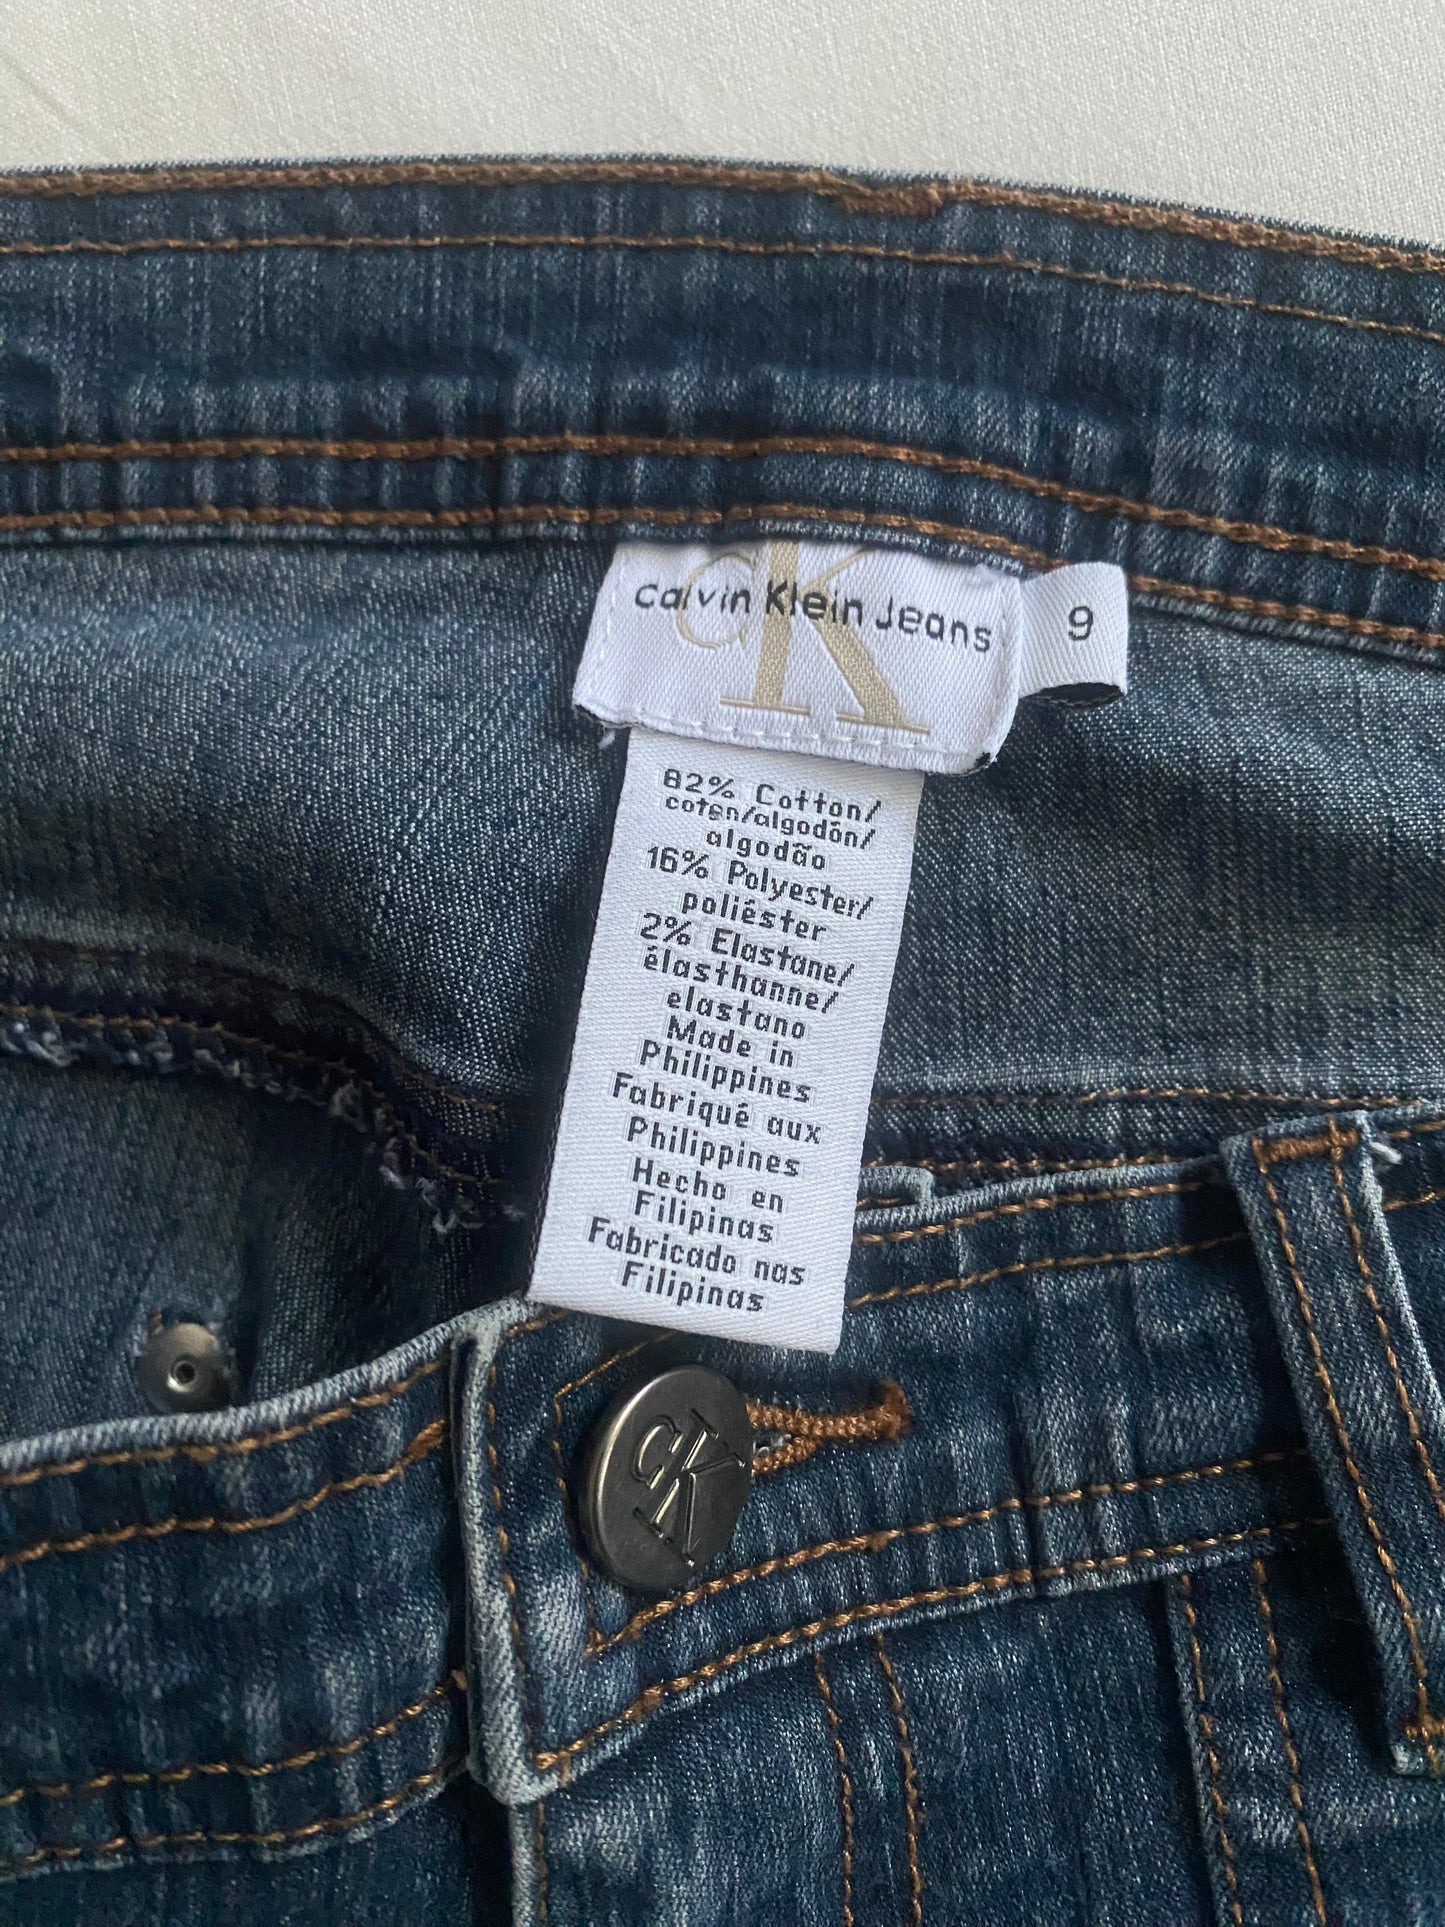 cK
Calvin Klein Jeans
9
82% Cotton/
coton/algodón/
algodão
16% Polyester/
poliéster
2% Elastane/
élasthanne/
elastano
Made in
Philippines
Fabriqué aux
Philippines
Hecho en
Filipinas
Fabricado nas
Filipinas
cK